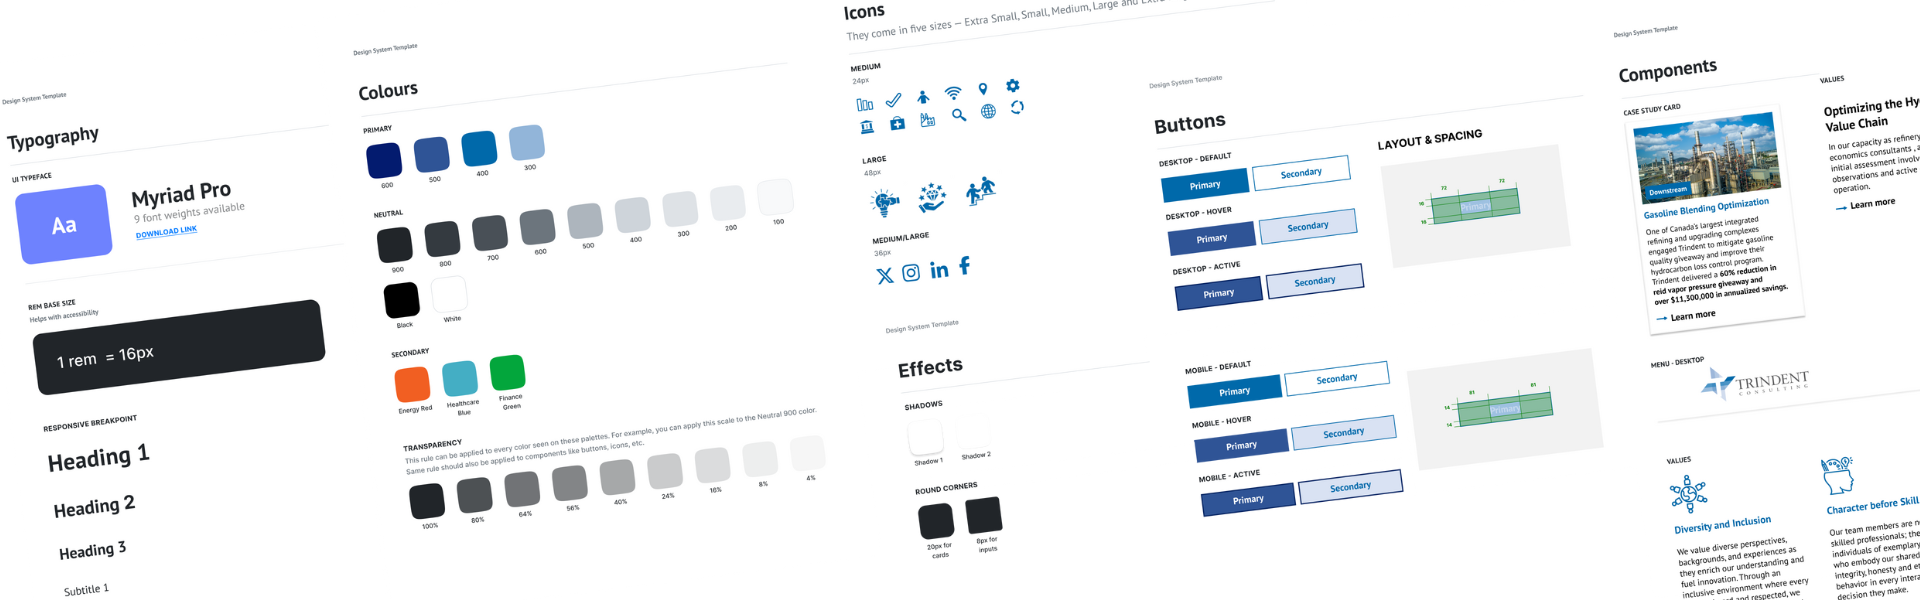 Design System Template
Typography
UI TYPEFACE
Aa
Myriad Pro
9 font weights available
DOWNLOAD LINK
REM BASE SIZE
Helps with accessibility
1 rem = 16px
RESPONSIVE BREAKPOINT
Heading 1
Heading 2
Heading 3
Subtitle 1
Design System Template
Colours
PRIMARY
600
500
400
300
NEUTRAL
900
800
700
600
500
400
300
200
100
Black
White
SECONDARY
Energy Red
Healthcare
Blue
Finance
Green
TRANSPARENCY
This rule can be applied to every color seen on these palettes. For example, you can apply this scale to the Neutral 900 color.
Same rule should also be applied to components like buttons, icons, etc.
100%
80%
64%
56%
40%
24%
16%
8%
4%
Icons
They come in five sizes — Extra Small, Small, Medium, Large and
MEDIUM
24px
LARGE
48px
MEDIUM/LARGE
36px
Design System Template
Effects
SHADOWS
Shadow 1
Shadow 2
ROUND CORNERS
20px for
cards
8px for
inputs
Design System Template
Buttons
DESKTOP - DEFAULT
Primary
Secondary
DESKTOP - HOVER
Primary
Secondary
DESKTOP - ACTIVE
Primary
Secondary
LAYOUT & SPACING
72
72
16
16
Primary
MOBILE - DEFAULT
Primary
Secondary
MOBILE - HOVER
Primary
Secondary
MOBILE - ACTIVE
Primary
Secondary
81
81
14
14
Primary
Design System Template
Components
CASE STUDY CARD
Downstream
Gasoline Blending Optimization
One of Canada's largest integrated
refining and upgrading complexes
engaged Trindent to mitigate gasoline
quality giveaway and improve their
hydrocarbon loss control program.
Trindent delivered a 60% reduction in
reid vapor pressure giveaway and
over $11,300,000 in annualized savings.
Learn more
VALUES
Optimizing the Hy
Value Chain
In our capacity as refinery
economics consultants , a
initial assessment involv
observations and active
operation.
Learn more
MENU - DESKTOP
TRINDENT
CONSULTING
VALUES
Diversity and Inclusion
We value diverse perspectives,
backgrounds, and experiences as
they enrich our understanding and
fuel innovation. Through an
inclusive environment where every
and respected, we
Character before Skill
Our team members are no
skilled professionals; the
individuals of exemplary
who embody our shared
integrity, honesty and et
behavior in every intera
decision they make.